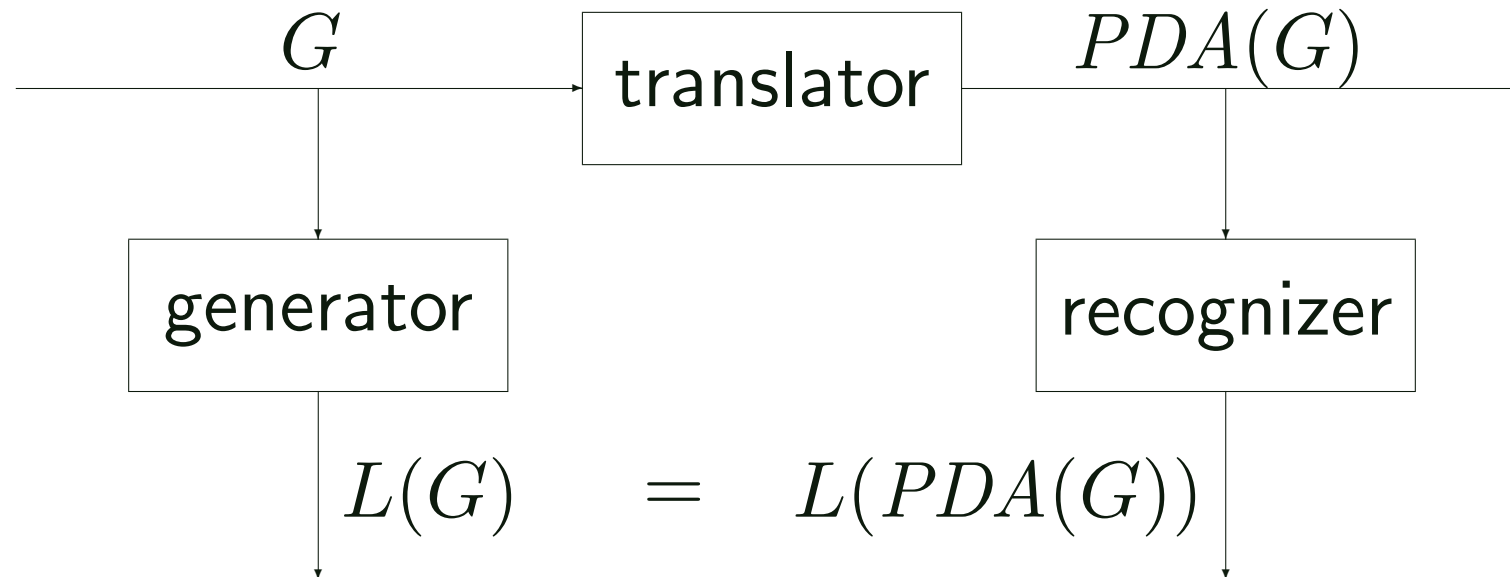 G translator PDA(G)
generator recognizer
L(G) = L(PDA(G))